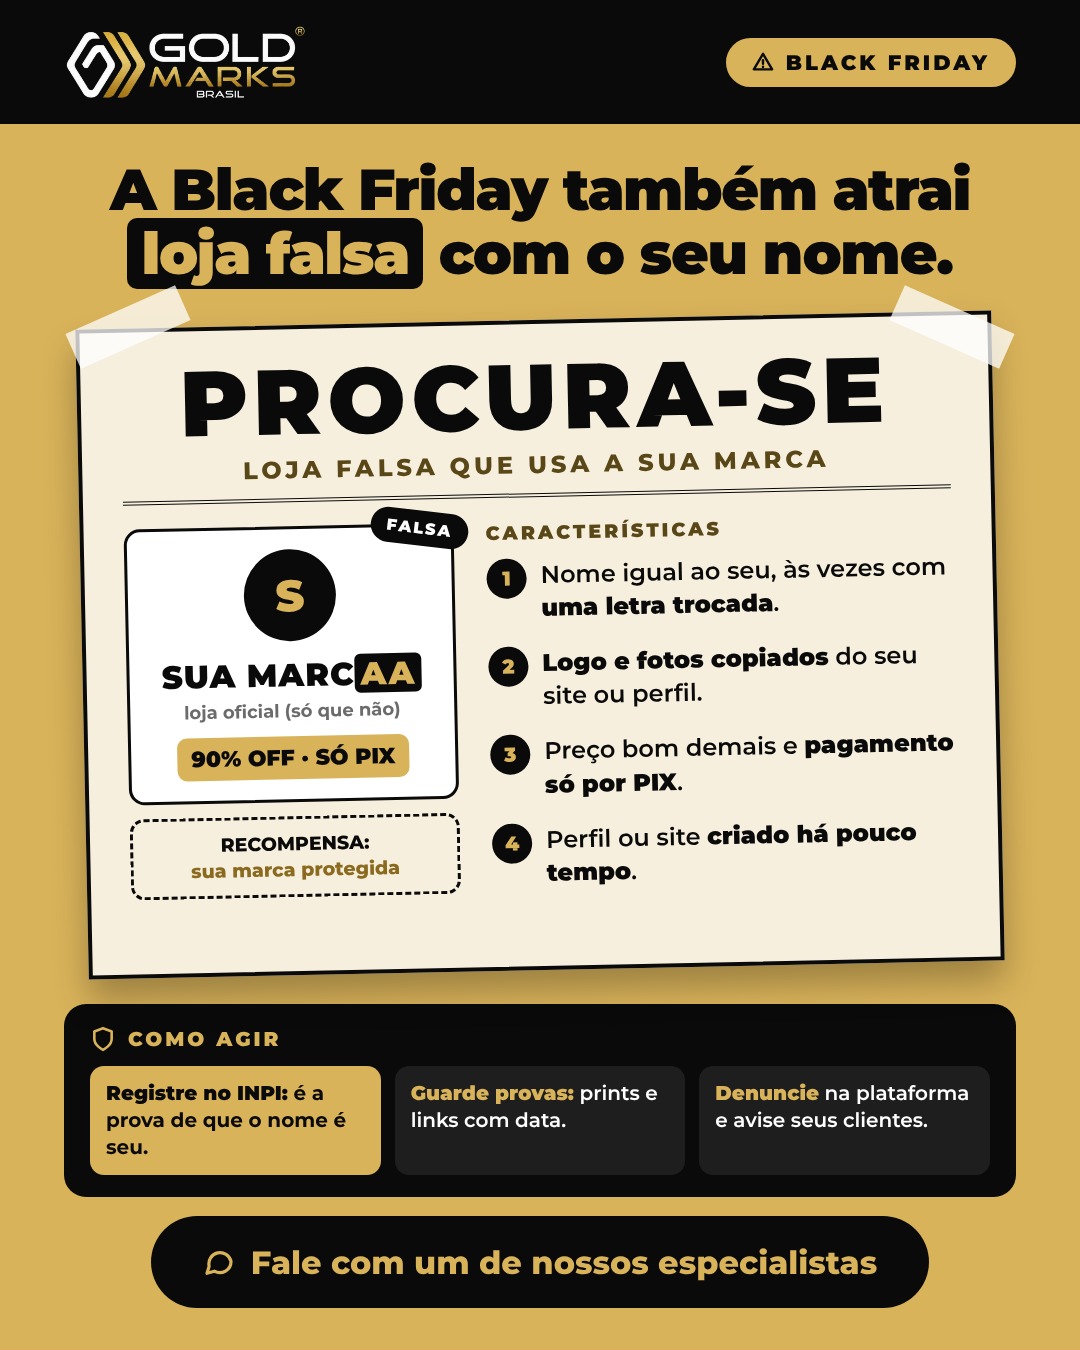 GOLD
MARKS
BRASIL
®
BLACK FRIDAY
A Black Friday também atrai
loja falsa com o seu nome.
PROCURA-SE
LOJA FALSA QUE USA A SUA MARCA
FALSA
S
SUA MARCAA
loja oficial (só que não)
90% OFF • SÓ PIX
RECOMPENSA:
sua marca protegida
CARACTERÍSTICAS
1 Nome igual ao seu, às vezes com
uma letra trocada.
2 Logo e fotos copiados do seu
site ou perfil.
3 Preço bom demais e pagamento
só por PIX.
4 Perfil ou site criado há pouco
tempo.
COMO AGIR
Registre no INPI: é a
prova de que o nome é
seu.
Guarde provas: prints e
links com data.
Denuncie na plataforma
e avise seus clientes.
Fale com um de nossos especialistas